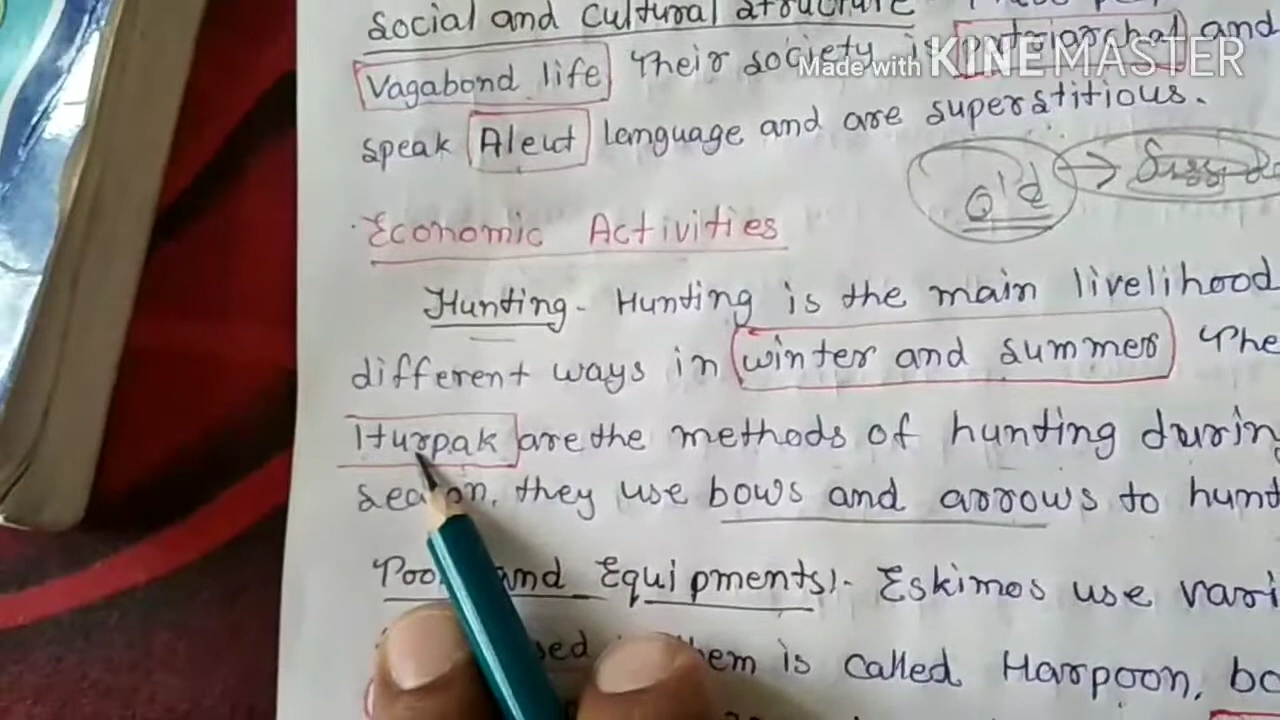 Social and Cultural structure
Vagabond life Their society is patriarchal and
Made with KINEMASTER
speak Aleut lenguage and are superstitious.
old
Economic Activities
Hunting - Hunting is the main livelihood
different ways in winter and summer The
Iturpak are the methods of hunting durin
season, they use bows and arrows to hunt
and Equipments:- Eskimos use vari
is called Harpoon, bo